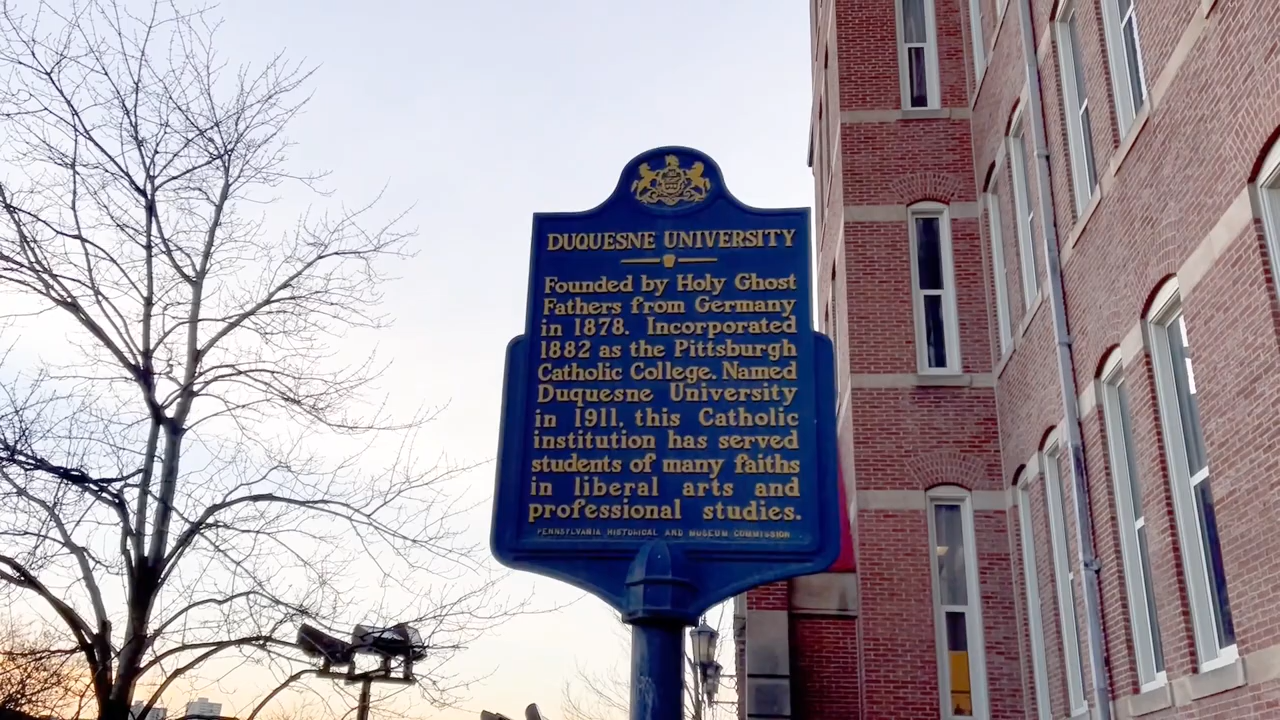 DUQUESNE UNIVERSITY
Founded by Holy Ghost
Fathers from Germany
in 1878. Incorporated
1882 as the Pittsburgh
Catholic College. Named
Duquesne University
in 1911, this Catholic
institution has served
students of many faiths
in liberal arts and
professional studies.
PENNSYLVANIA HISTORICAL AND MUSEUM COMMISSION